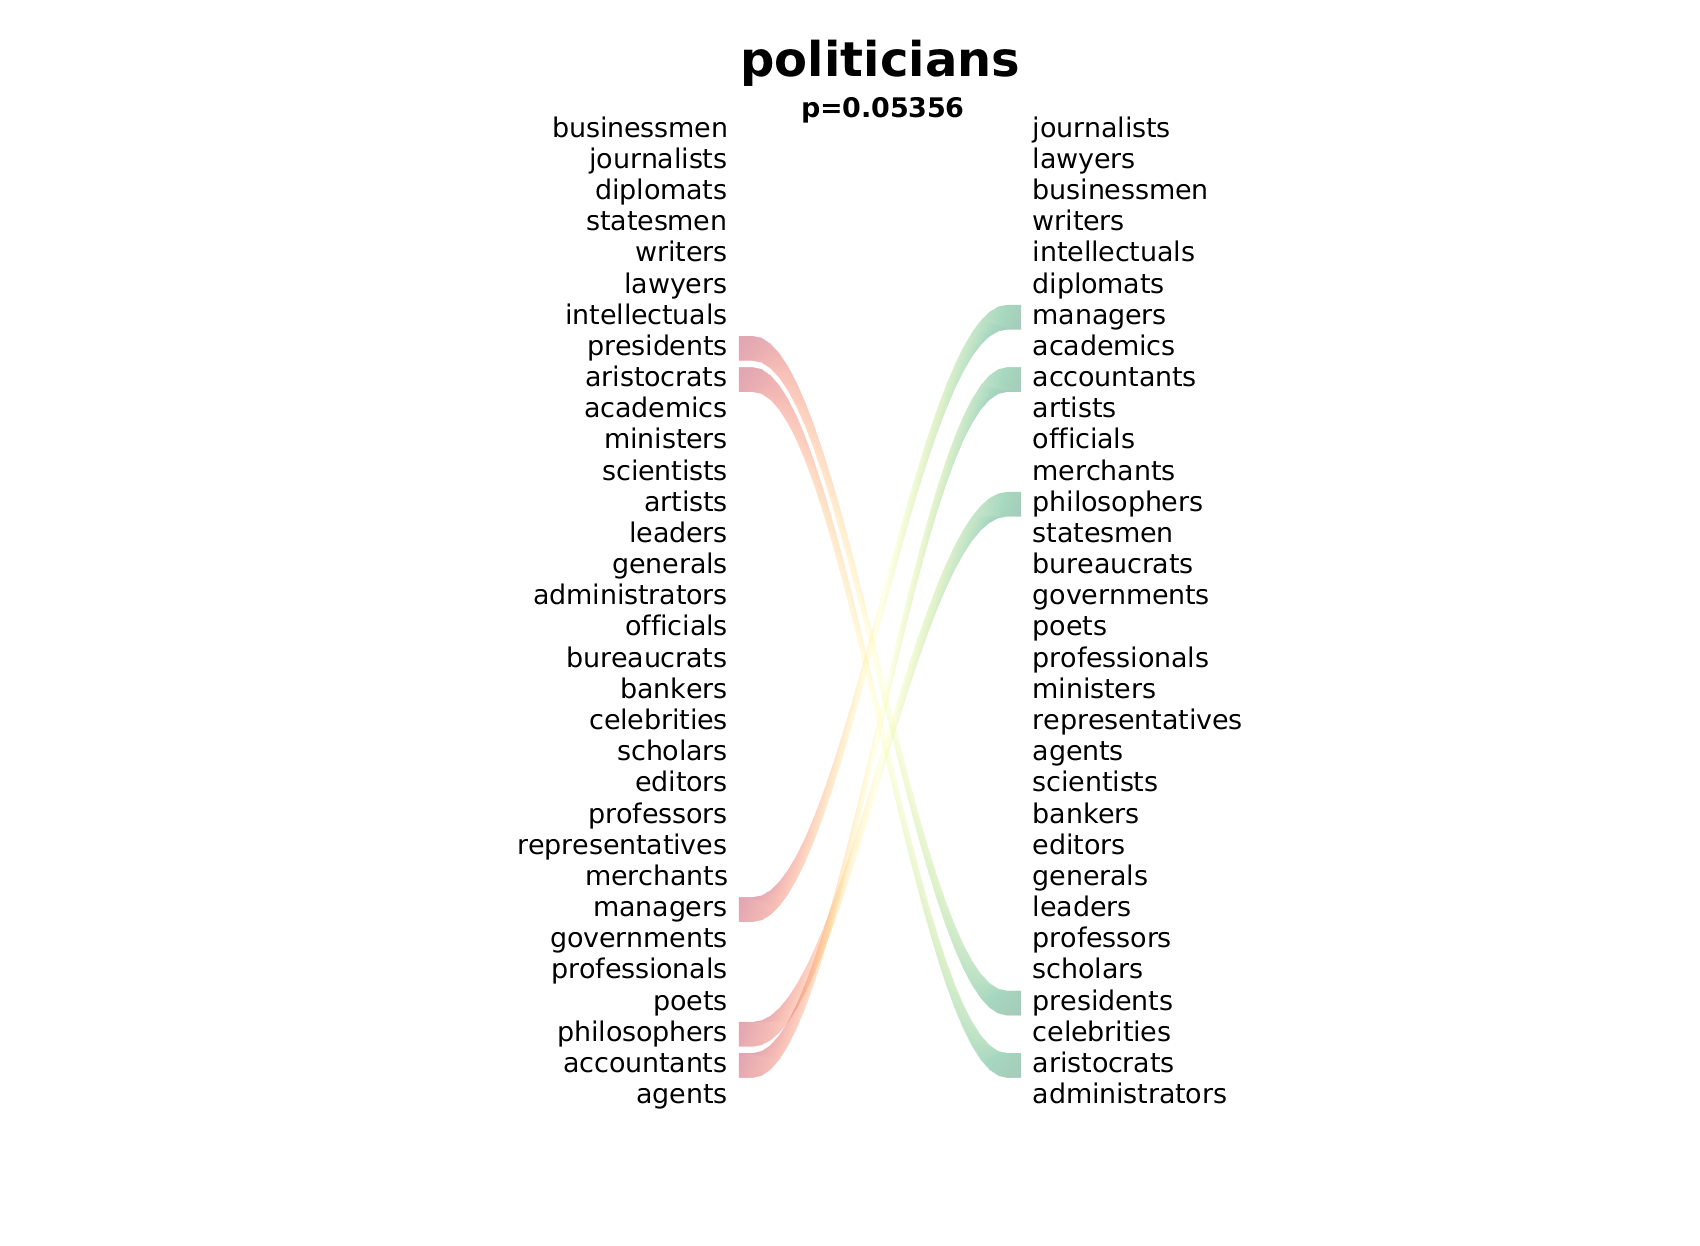 politicians
p=0.05356
businessmen
journalists
diplomats
statesmen
writers
lawyers
intellectuals
presidents
aristocrats
academics
ministers
scientists
artists
leaders
generals
administrators
officials
bureaucrats
bankers
celebrities
scholars
editors
professors
representatives
merchants
managers
governments
professionals
poets
philosophers
accountants
agents
journalists
lawyers
businessmen
writers
intellectuals
diplomats
managers
academics
accountants
artists
officials
merchants
philosophers
statesmen
bureaucrats
governments
poets
professionals
ministers
representatives
agents
scientists
bankers
editors
generals
leaders
professors
scholars
presidents
celebrities
aristocrats
administrators